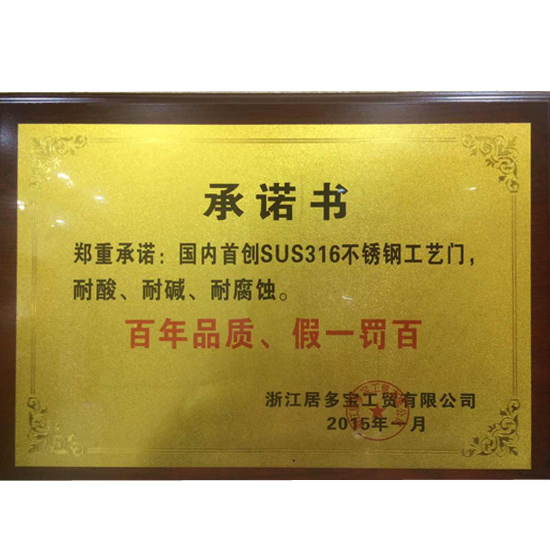 承诺书
郑重承诺：国内首创SUS316不锈钢工艺门，
耐酸、耐碱、耐腐蚀。
百年品质、假一罚百
浙江居多宝工贸有限公司
2015年一月